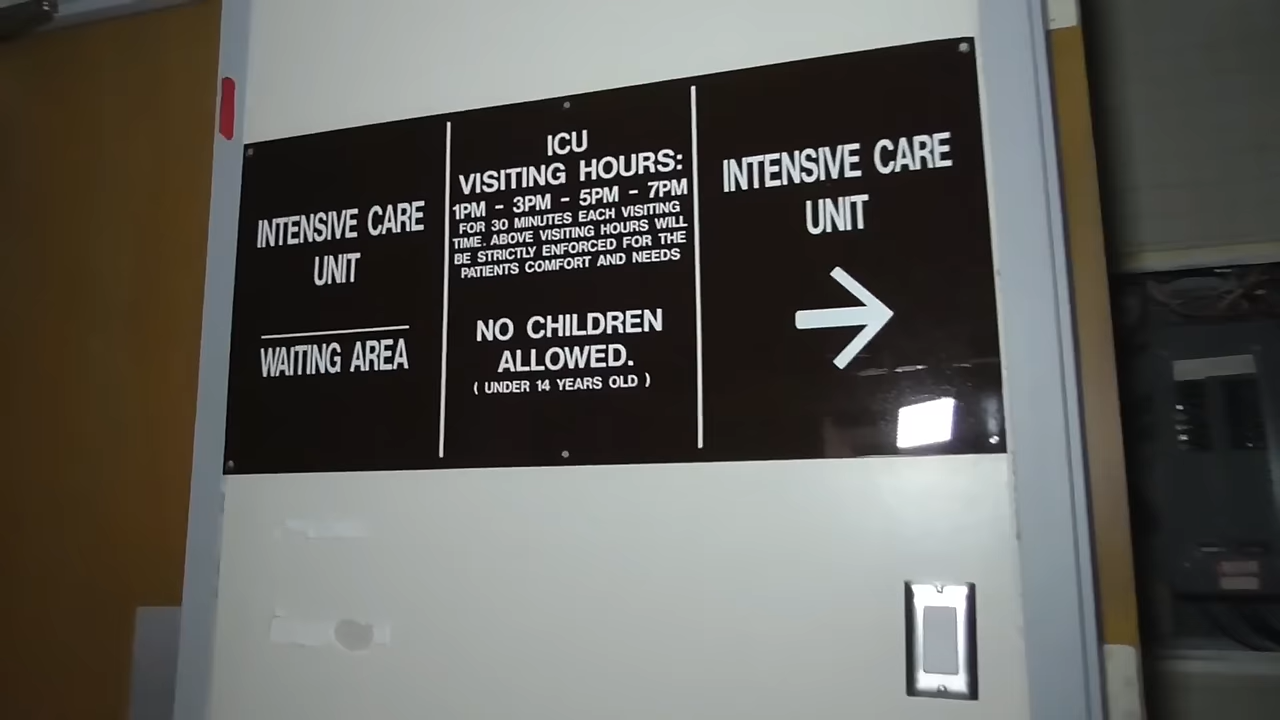 INTENSIVE CARE
UNIT
WAITING AREA
ICU
VISITING HOURS:
1PM - 3PM - 5PM - 7PM
FOR 30 MINUTES EACH VISITING
TIME. ABOVE VISITING HOURS WILL
BE STRICTLY ENFORCED FOR THE
PATIENTS COMFORT AND NEEDS
NO CHILDREN
ALLOWED.
( UNDER 14 YEARS OLD )
INTENSIVE CARE
UNIT